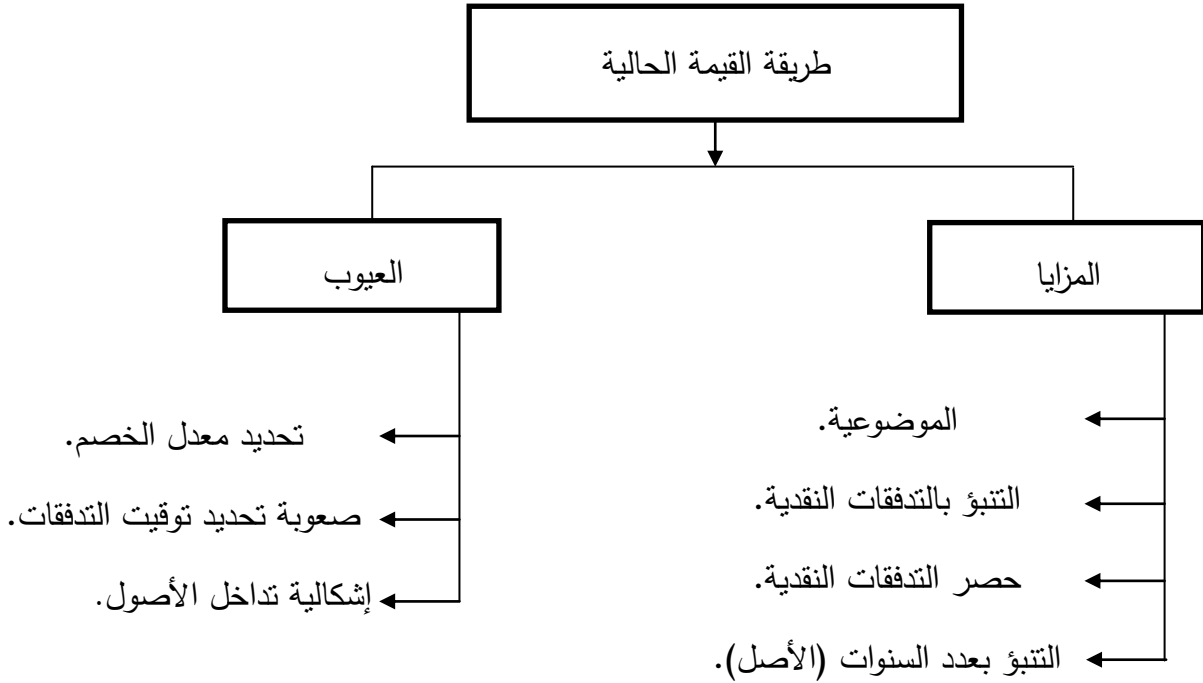 طريقة القيمة الحالية
المزايا
الموضوعية.
التنبؤ بالتدفقات النقدية.
حصر التدفقات النقدية.
التنبؤ بعدد السنوات (الأصل).
العيوب
تحديد معدل الخصم.
صعوبة تحديد توقيت التدفقات.
إشكالية تداخل الأصول.